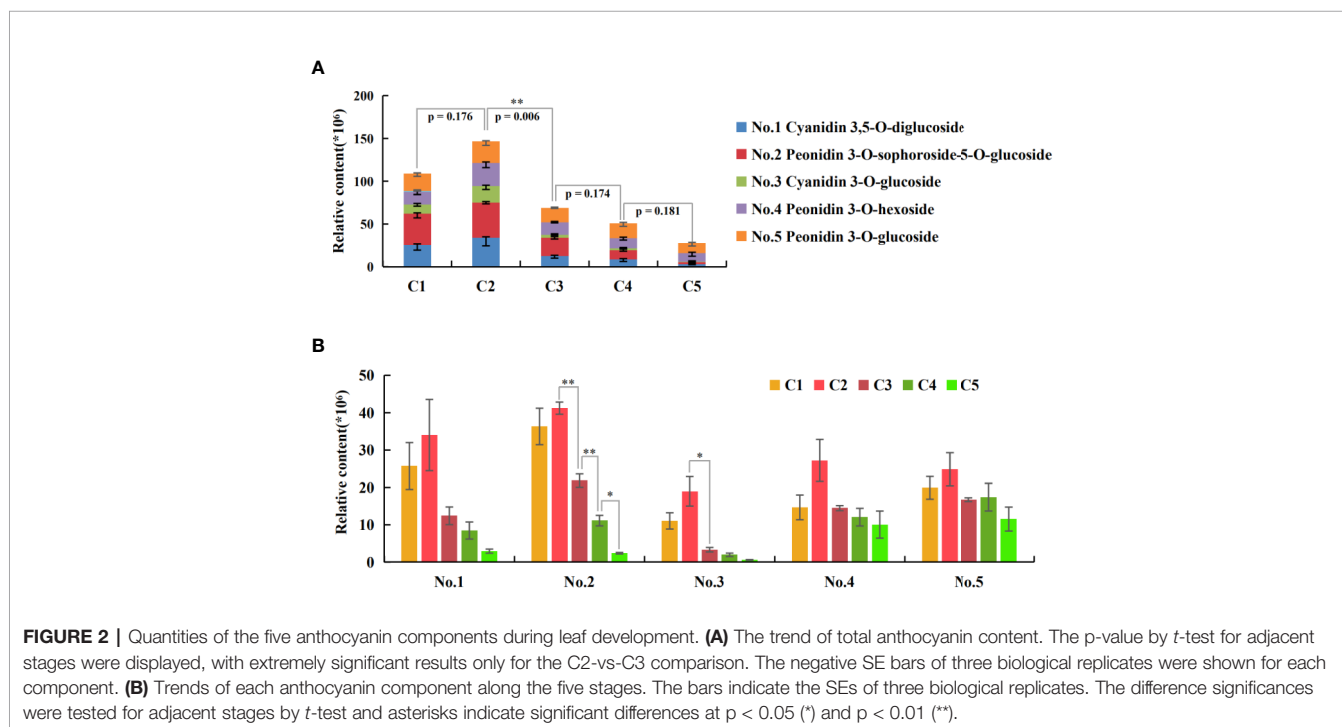 A
200
150
100
50
0
Relative content(*10⁶)
p = 0.176
**
p = 0.006
p = 0.174
p = 0.181
C1 C2 C3 C4 C5
No.1 Cyanidin 3,5-O-diglucoside
No.2 Peonidin 3-O-sophoroside-5-O-glucoside
No.3 Cyanidin 3-O-glucoside
No.4 Peonidin 3-O-hexoside
No.5 Peonidin 3-O-glucoside
B
50
40
30
20
10
0
Relative content(*10⁶)
C1 C2 C3 C4 C5
**
**
*
*
No.1 No.2 No.3 No.4 No.5
FIGURE 2 | Quantities of the five anthocyanin components during leaf development. (A) The trend of total anthocyanin content. The p-value by t-test for adjacent
stages were displayed, with extremely significant results only for the C2-vs-C3 comparison. The negative SE bars of three biological replicates were shown for each
component. (B) Trends of each anthocyanin component along the five stages. The bars indicate the SEs of three biological replicates. The difference significances
were tested for adjacent stages by t-test and asterisks indicate significant differences at p < 0.05 (*) and p < 0.01 (**).